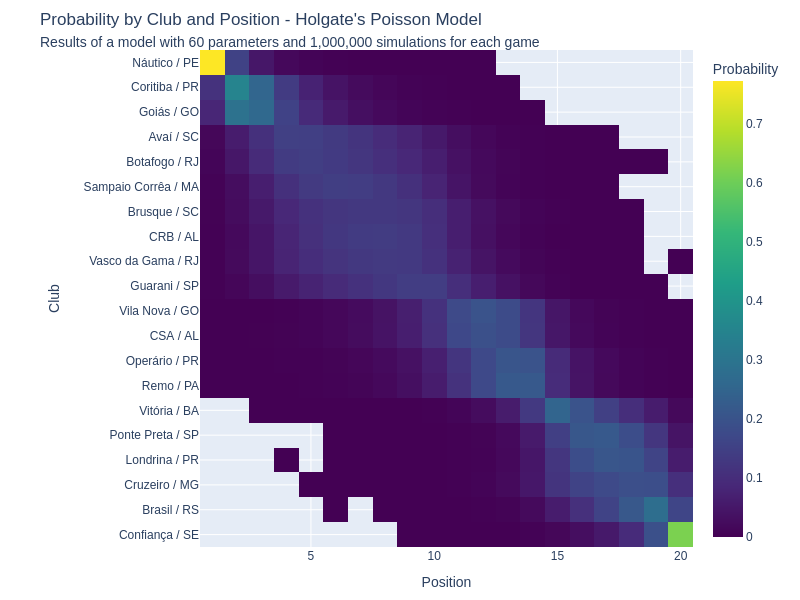 Probability by Club and Position - Holgate's Poisson Model
Results of a model with 60 parameters and 1,000,000 simulations for each game
Probability
Club
Náutico / PE
Coritiba / PR
Goiás / GO
Avaí / SC
Botafogo / RJ
Sampaio Corrêa / MA
Brusque / SC
CRB / AL
Vasco da Gama / RJ
Guarani / SP
Vila Nova / GO
CSA / AL
Operário / PR
Remo / PA
Vitória / BA
Ponte Preta / SP
Londrina / PR
Cruzeiro / MG
Brasil / RS
Confiança / SE
0.7
0.6
0.5
0.4
0.3
0.2
0.1
0
5 10 15 20
Position